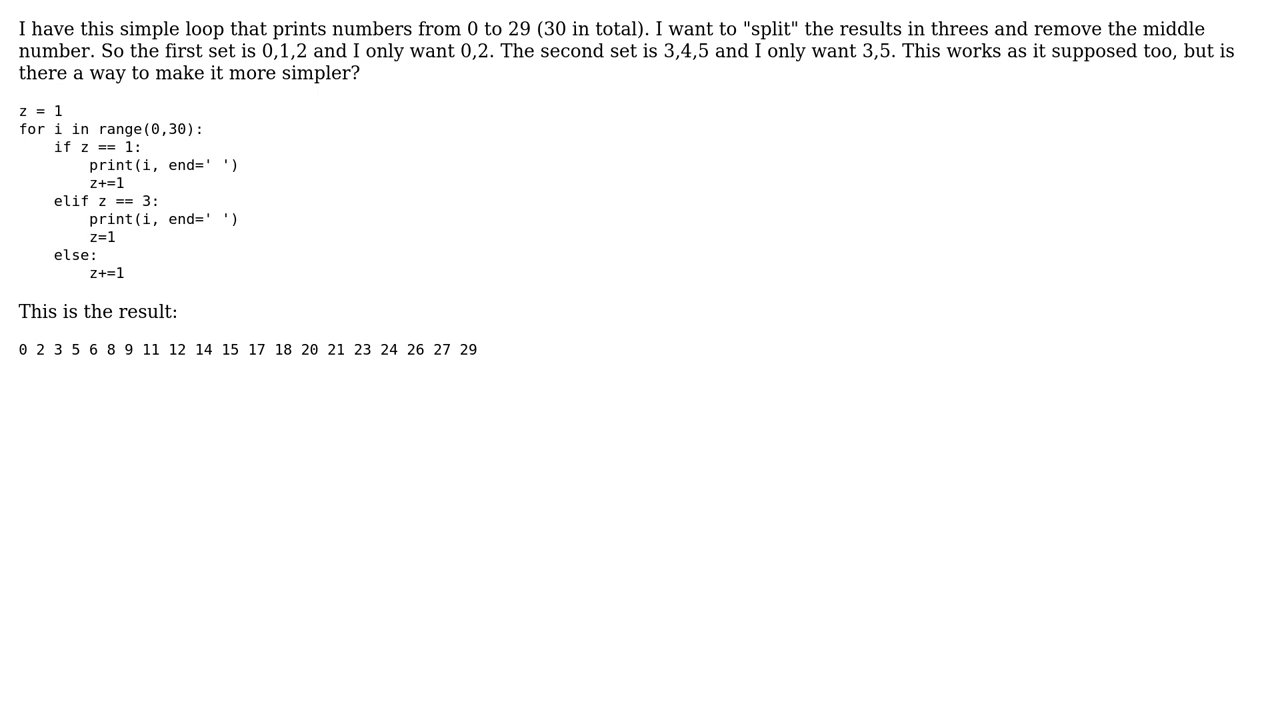 I have this simple loop that prints numbers from 0 to 29 (30 in total). I want to "split" the results in threes and remove the middle
number. So the first set is 0,1,2 and I only want 0,2. The second set is 3,4,5 and I only want 3,5. This works as it supposed too, but is
there a way to make it more simpler?
z = 1
for i in range(0,30):
    if z == 1:
        print(i, end=' ')
        z+=1
    elif z == 3:
        print(i, end=' ')
        z=1
    else:
        z+=1
This is the result:
0 2 3 5 6 8 9 11 12 14 15 17 18 20 21 23 24 26 27 29